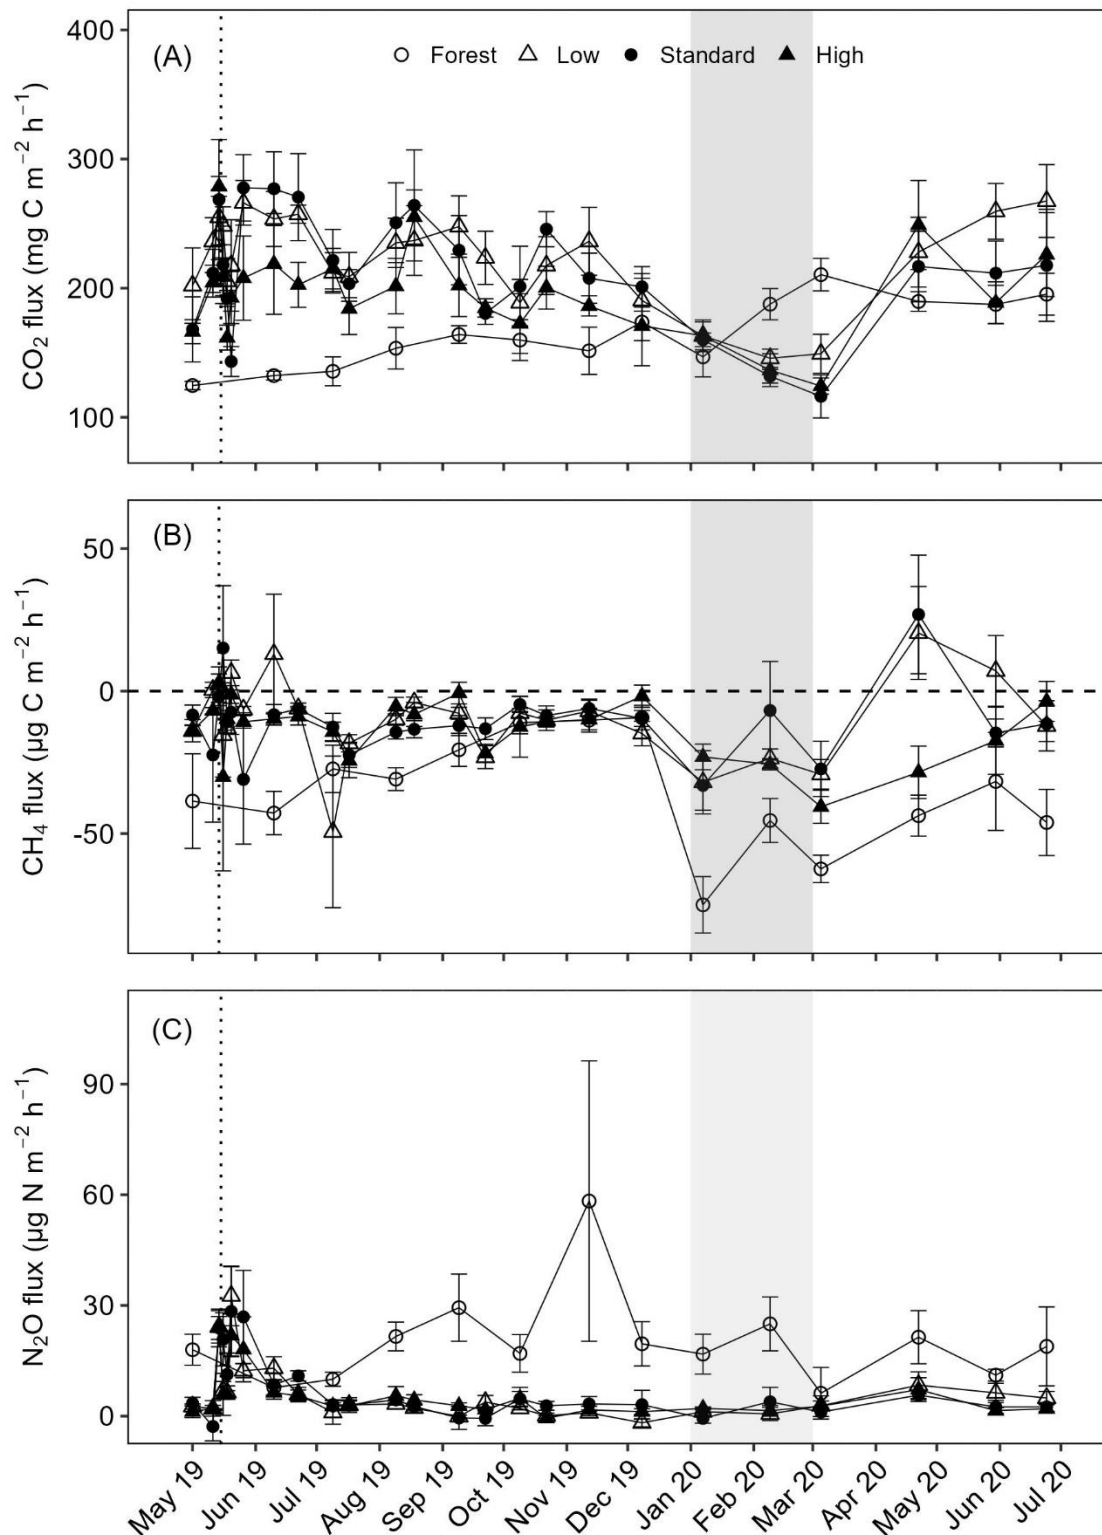 (A)
Forest Low Standard High
CO₂ flux (mg C m⁻² h⁻¹)
400
300
200
100
(B)
CH₄ flux (µg C m⁻² h⁻¹)
50
0
-50
(C)
N₂O flux (µg N m⁻² h⁻¹)
90
60
30
0
May 19
Jun 19
Jul 19
Aug 19
Sep 19
Oct 19
Nov 19
Dec 19
Jan 20
Feb 20
Mar 20
Apr 20
May 20
Jun 20
Jul 20